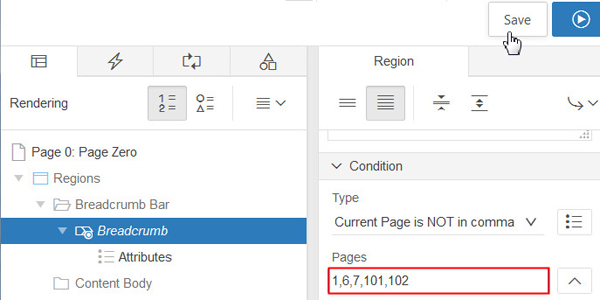 Save
Region
Rendering
Page 0: Page Zero
Regions
Breadcrumb Bar
Breadcrumb
Attributes
Content Body
Condition
Type
Current Page is NOT in comma
Pages
1,6,7,101,102